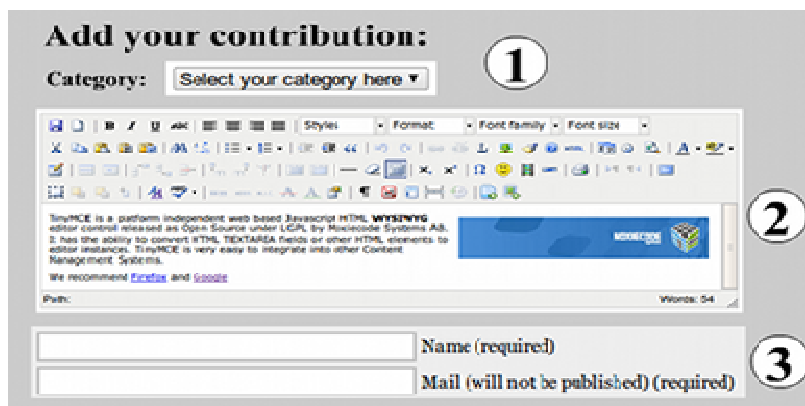 Add your contribution:
1
Category: Select your category here ▼
B I U ABC Styles Format Font family Font size
TinyMCE is a platform independent web based Javascript HTML WYSIWYG
editor control released as Open Source under LGPL by Moxiecode Systems AB.
It has the ability to convert HTML TEXTAREA fields or other HTML elements to
editor instances. TinyMCE is very easy to integrate into other Content
Management Systems.
MOXIECODE
We recommend Firefox and Google
2
Path: Words: 54
Name (required)
Mail (will not be published) (required)
3